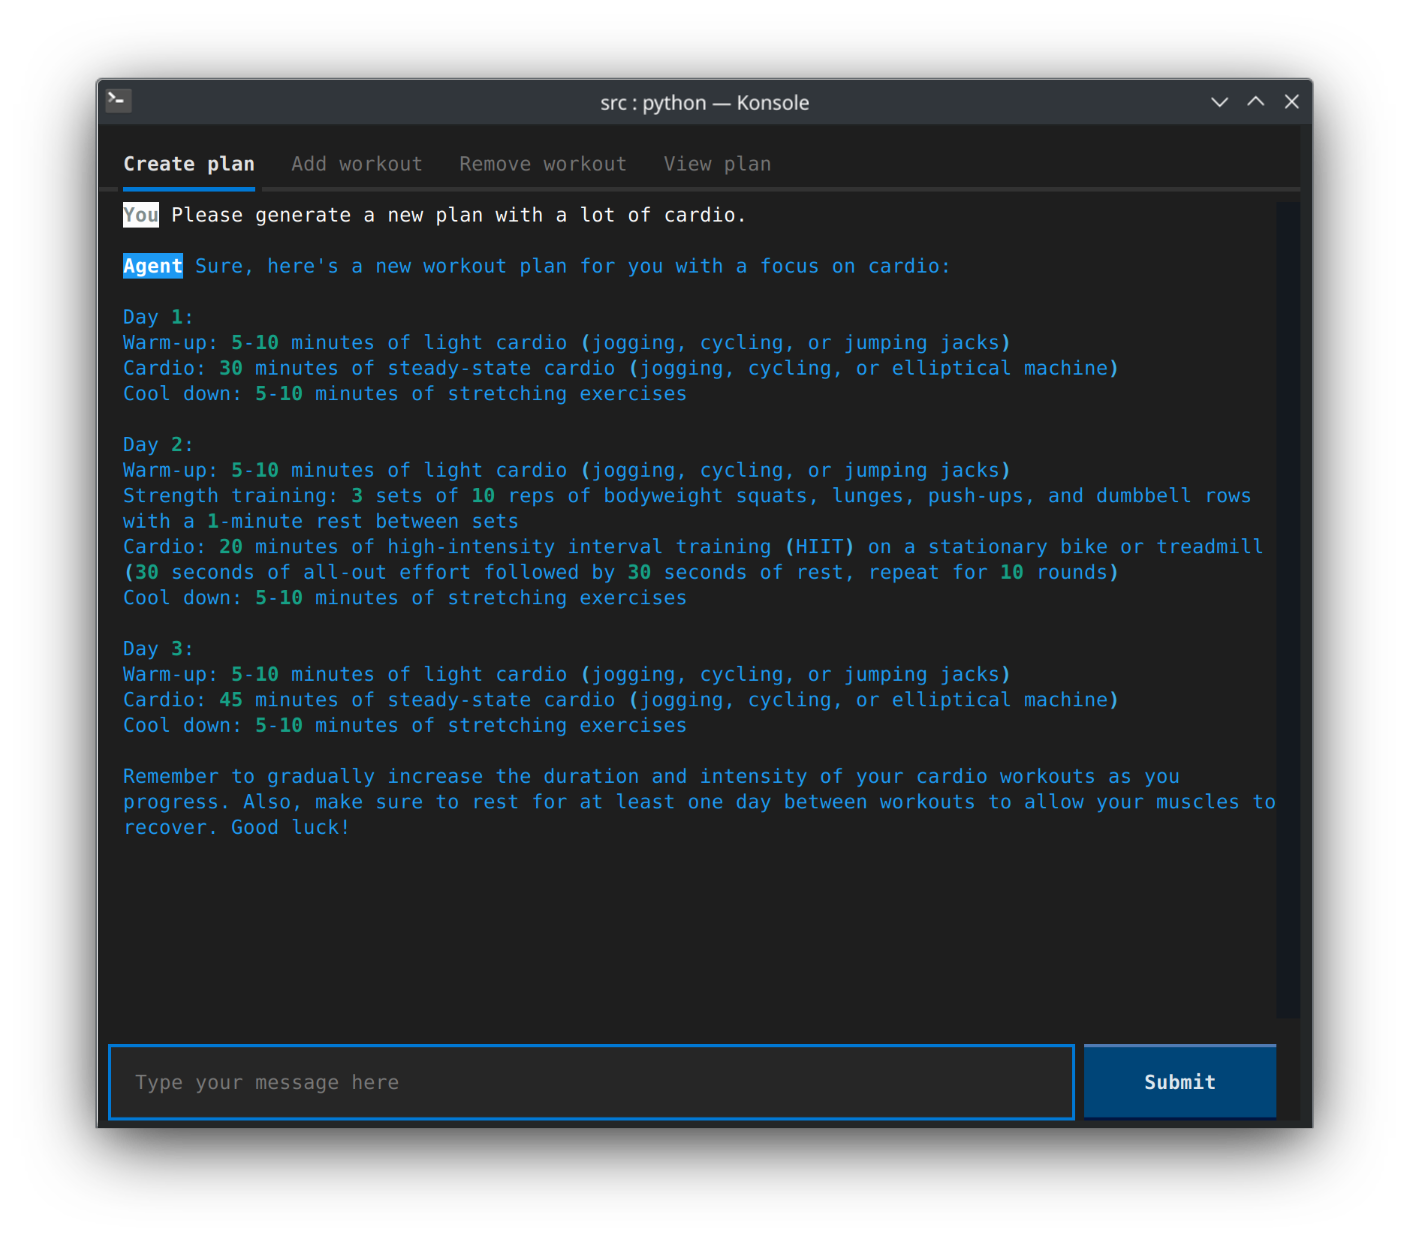 src : python — Konsole
Create plan Add workout Remove workout View plan
You Please generate a new plan with a lot of cardio.
Agent Sure, here's a new workout plan for you with a focus on cardio:
Day 1:
Warm-up: 5-10 minutes of light cardio (jogging, cycling, or jumping jacks)
Cardio: 30 minutes of steady-state cardio (jogging, cycling, or elliptical machine)
Cool down: 5-10 minutes of stretching exercises
Day 2:
Warm-up: 5-10 minutes of light cardio (jogging, cycling, or jumping jacks)
Strength training: 3 sets of 10 reps of bodyweight squats, lunges, push-ups, and dumbbell rows
with a 1-minute rest between sets
Cardio: 20 minutes of high-intensity interval training (HIIT) on a stationary bike or treadmill
(30 seconds of all-out effort followed by 30 seconds of rest, repeat for 10 rounds)
Cool down: 5-10 minutes of stretching exercises
Day 3:
Warm-up: 5-10 minutes of light cardio (jogging, cycling, or jumping jacks)
Cardio: 45 minutes of steady-state cardio (jogging, cycling, or elliptical machine)
Cool down: 5-10 minutes of stretching exercises
Remember to gradually increase the duration and intensity of your cardio workouts as you
progress. Also, make sure to rest for at least one day between workouts to allow your muscles to
recover. Good luck!
Type your message here
Submit